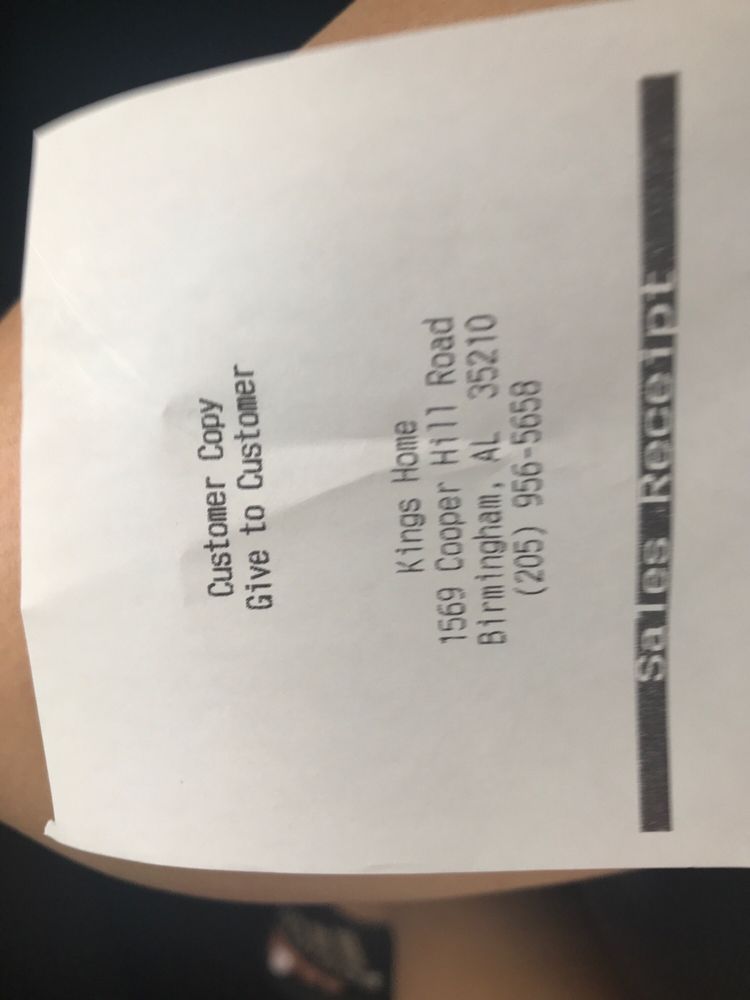 Customer Copy
Give to Customer
Kings Home
1569 Cooper Hill Road
Birmingham, AL 35210
(205) 956-5658
Sales Receipt